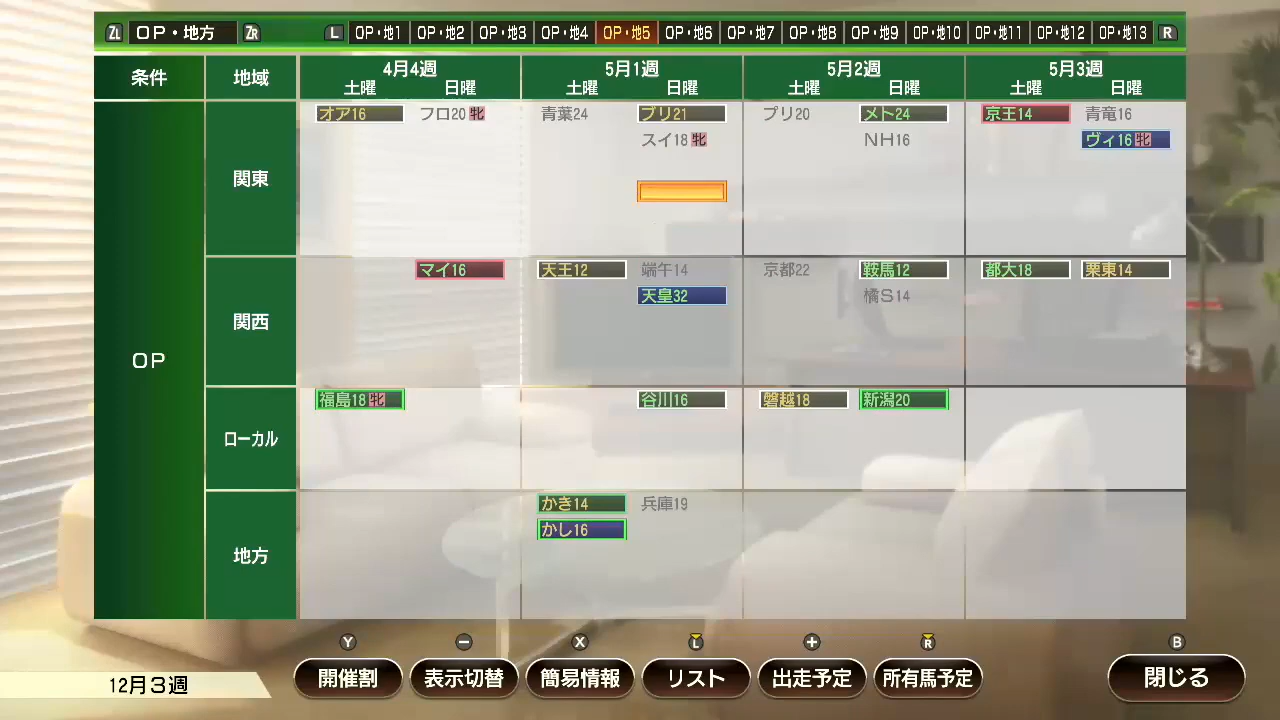 ZL OP・地方 ZR L OP・地1 OP・地2 OP・地3 OP・地4 OP・地5 OP・地6 OP・地7 OP・地8 OP・地9 OP・地10 OP・地11 OP・地12 OP・地13 R
条件 地域 4月4週 5月1週 5月2週 5月3週
土曜 日曜 土曜 日曜 土曜 日曜 土曜 日曜
オア16 フロ20牝 青葉24 プリ21 プリ20 メト24 京王14 青竜16
スイ18牝 NH16 ヴィ16牝
関東
マイ16 天王12 端午14 京都22 鞍馬12 都大18 栗東14
天皇32 橘S14
関西
OP
福島18牝 谷川16 磐越18 新潟20
ローカル
かき14 兵庫19
かし16
地方
Y − X L + R B
開催割 表示切替 簡易情報 リスト 出走予定 所有馬予定 閉じる
12月3週